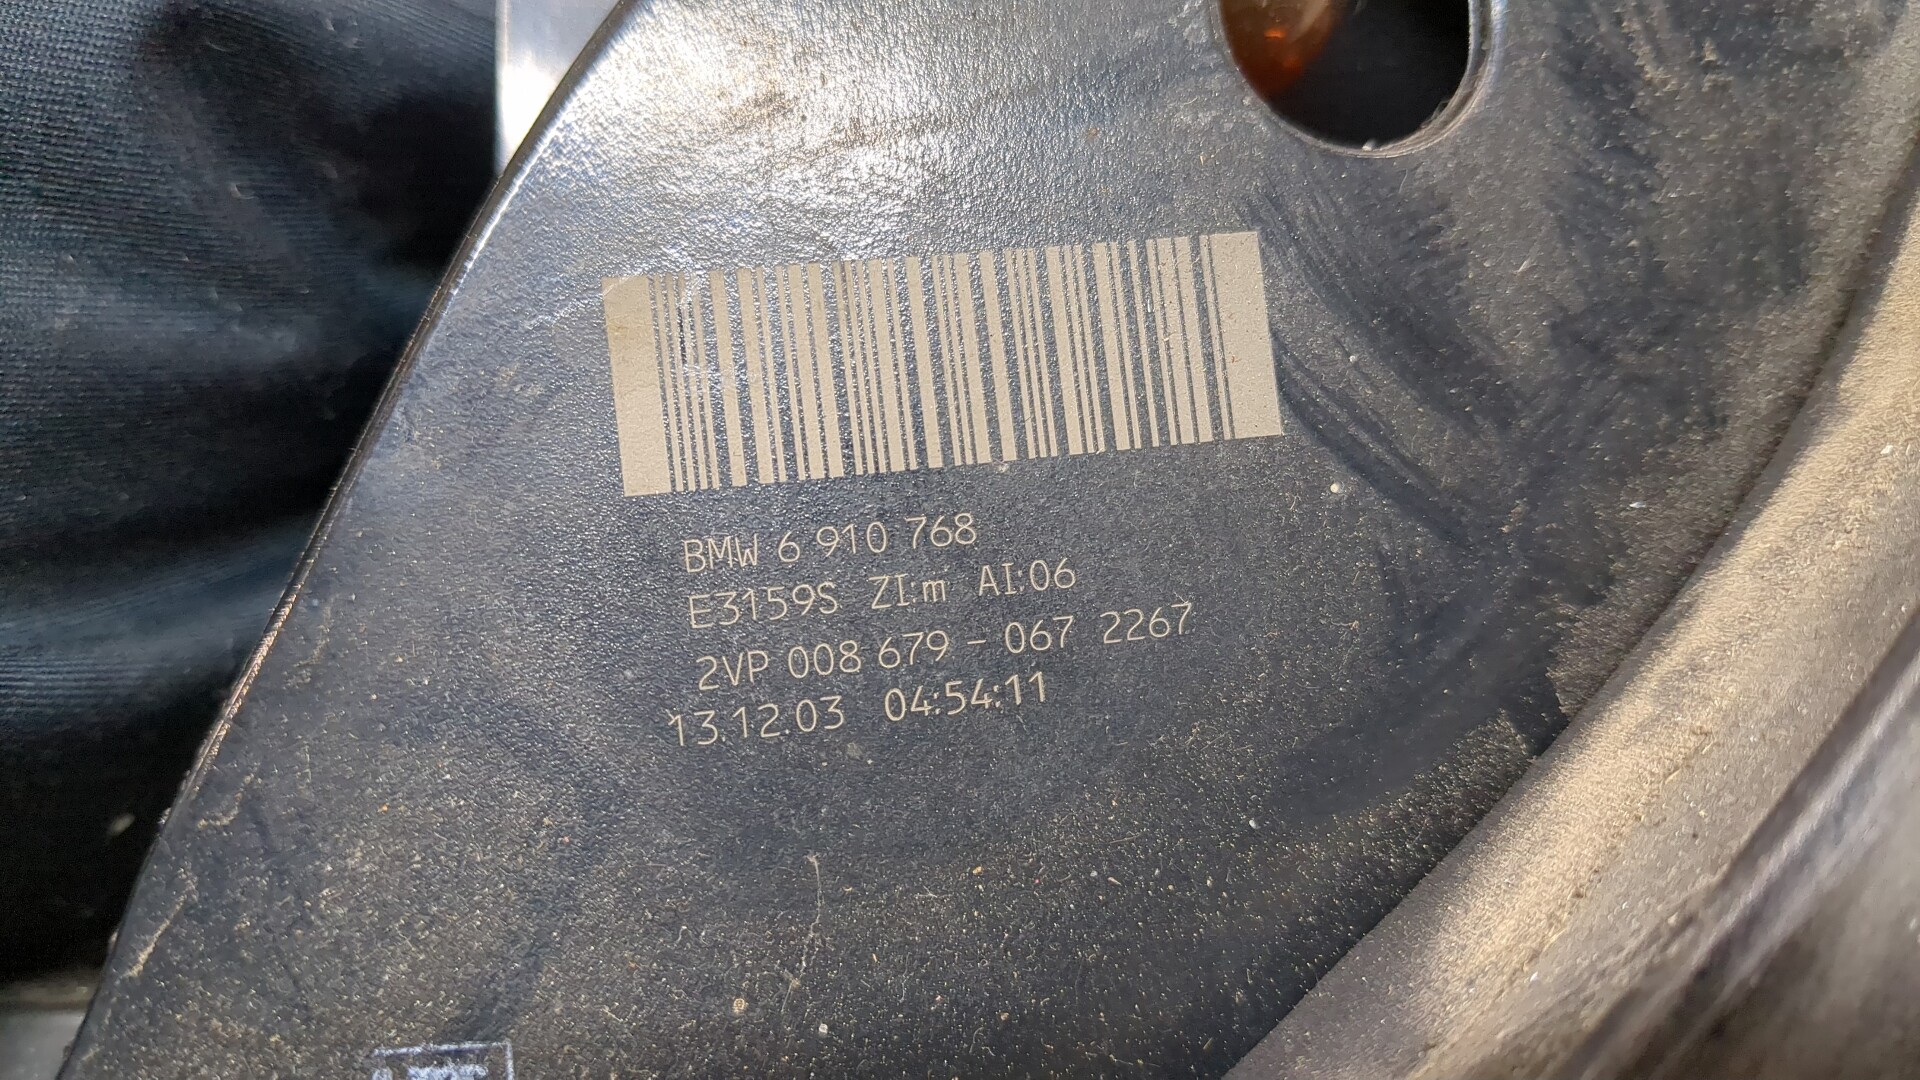 BMW 6 910 768
E3159S ZI:m AI:06
2VP 008 679 - 067 2267
13.12.03 04:54:11